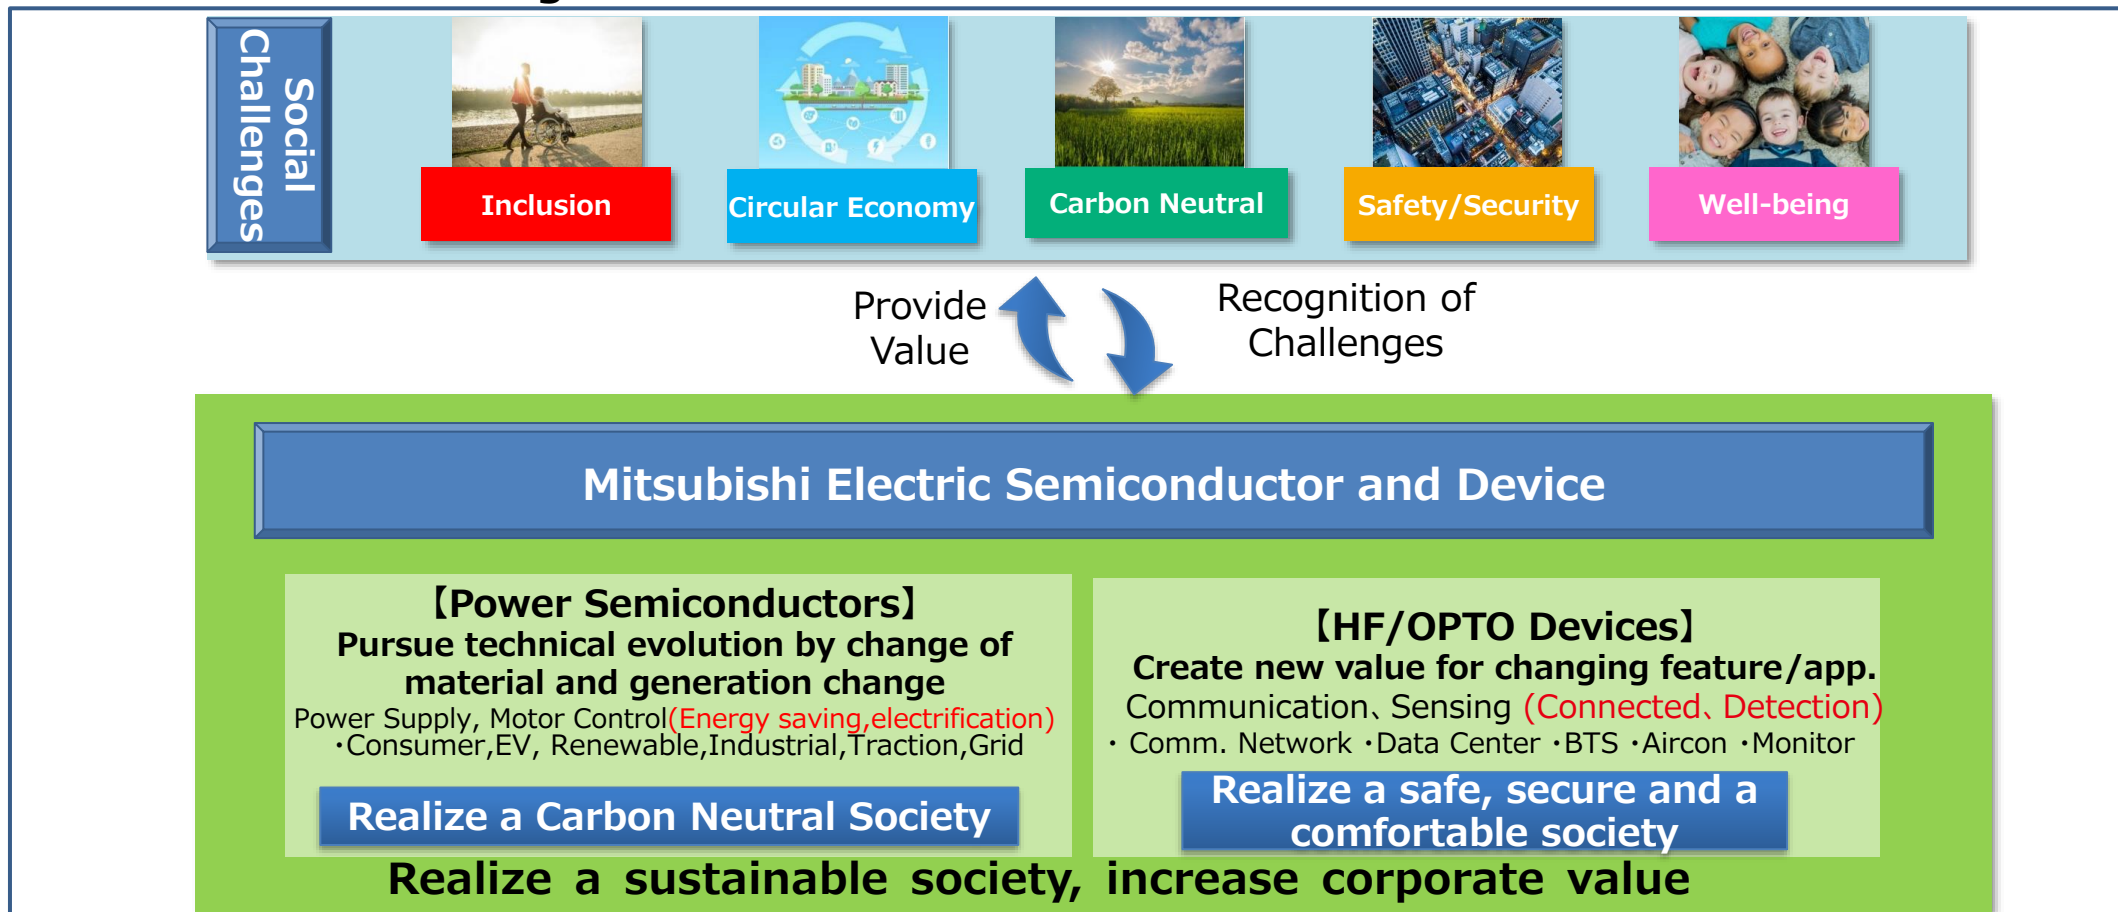 Social
Challenges
Inclusion
Circular Economy
Carbon Neutral
Safety/Security
Well-being
Provide
Value
Recognition of
Challenges
Mitsubishi Electric Semiconductor and Device
【Power Semiconductors】
Pursue technical evolution by change of
material and generation change
Power Supply, Motor Control(Energy saving,electrification)
・Consumer,EV, Renewable,Industrial,Traction,Grid
Realize a Carbon Neutral Society
【HF/OPTO Devices】
Create new value for changing feature/app.
Communication、Sensing (Connected、Detection)
・ Comm. Network ・Data Center ・BTS ・Aircon ・Monitor
Realize a safe, secure and a
comfortable society
Realize a sustainable society, increase corporate value